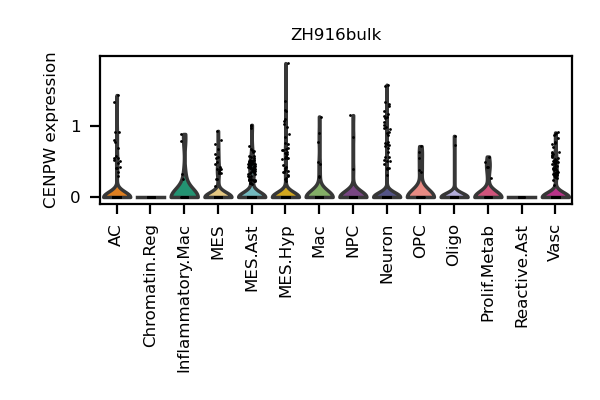 ZH916bulk
CENPW expression
1
0
AC
Chromatin.Reg
Inflammatory.Mac
MES
MES.Ast
MES.Hyp
Mac
NPC
Neuron
OPC
Oligo
Prolif.Metab
Reactive.Ast
Vasc